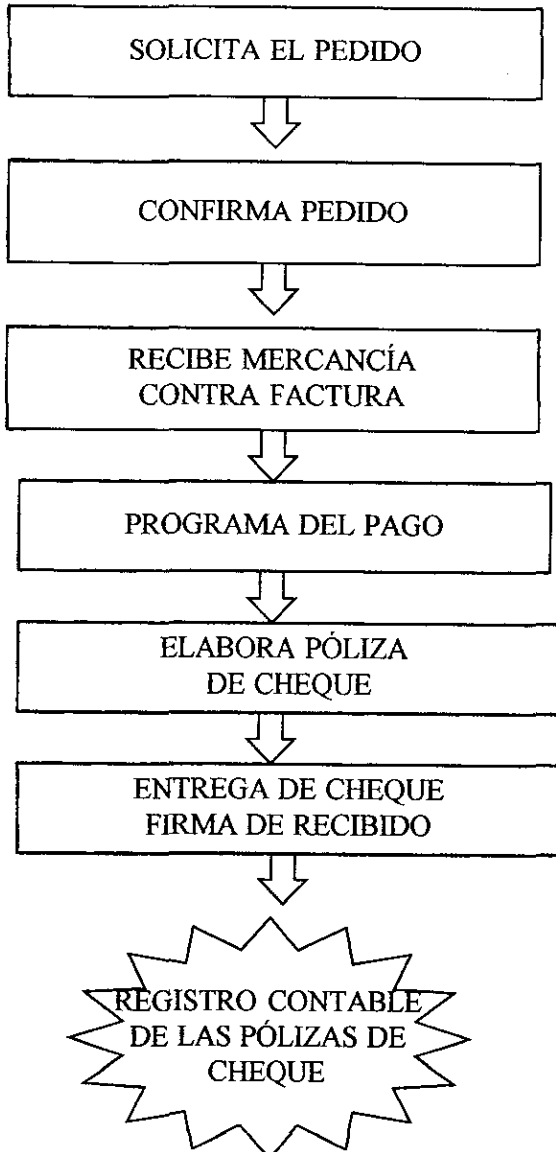 SOLICITA EL PEDIDO
CONFIRMA PEDIDO
RECIBE MERCANCÍA
CONTRA FACTURA
PROGRAMA DEL PAGO
ELABORA PÓLIZA
DE CHEQUE
ENTREGA DE CHEQUE
FIRMA DE RECIBIDO
REGISTRO CONTABLE
DE LAS PÓLIZAS DE
CHEQUE